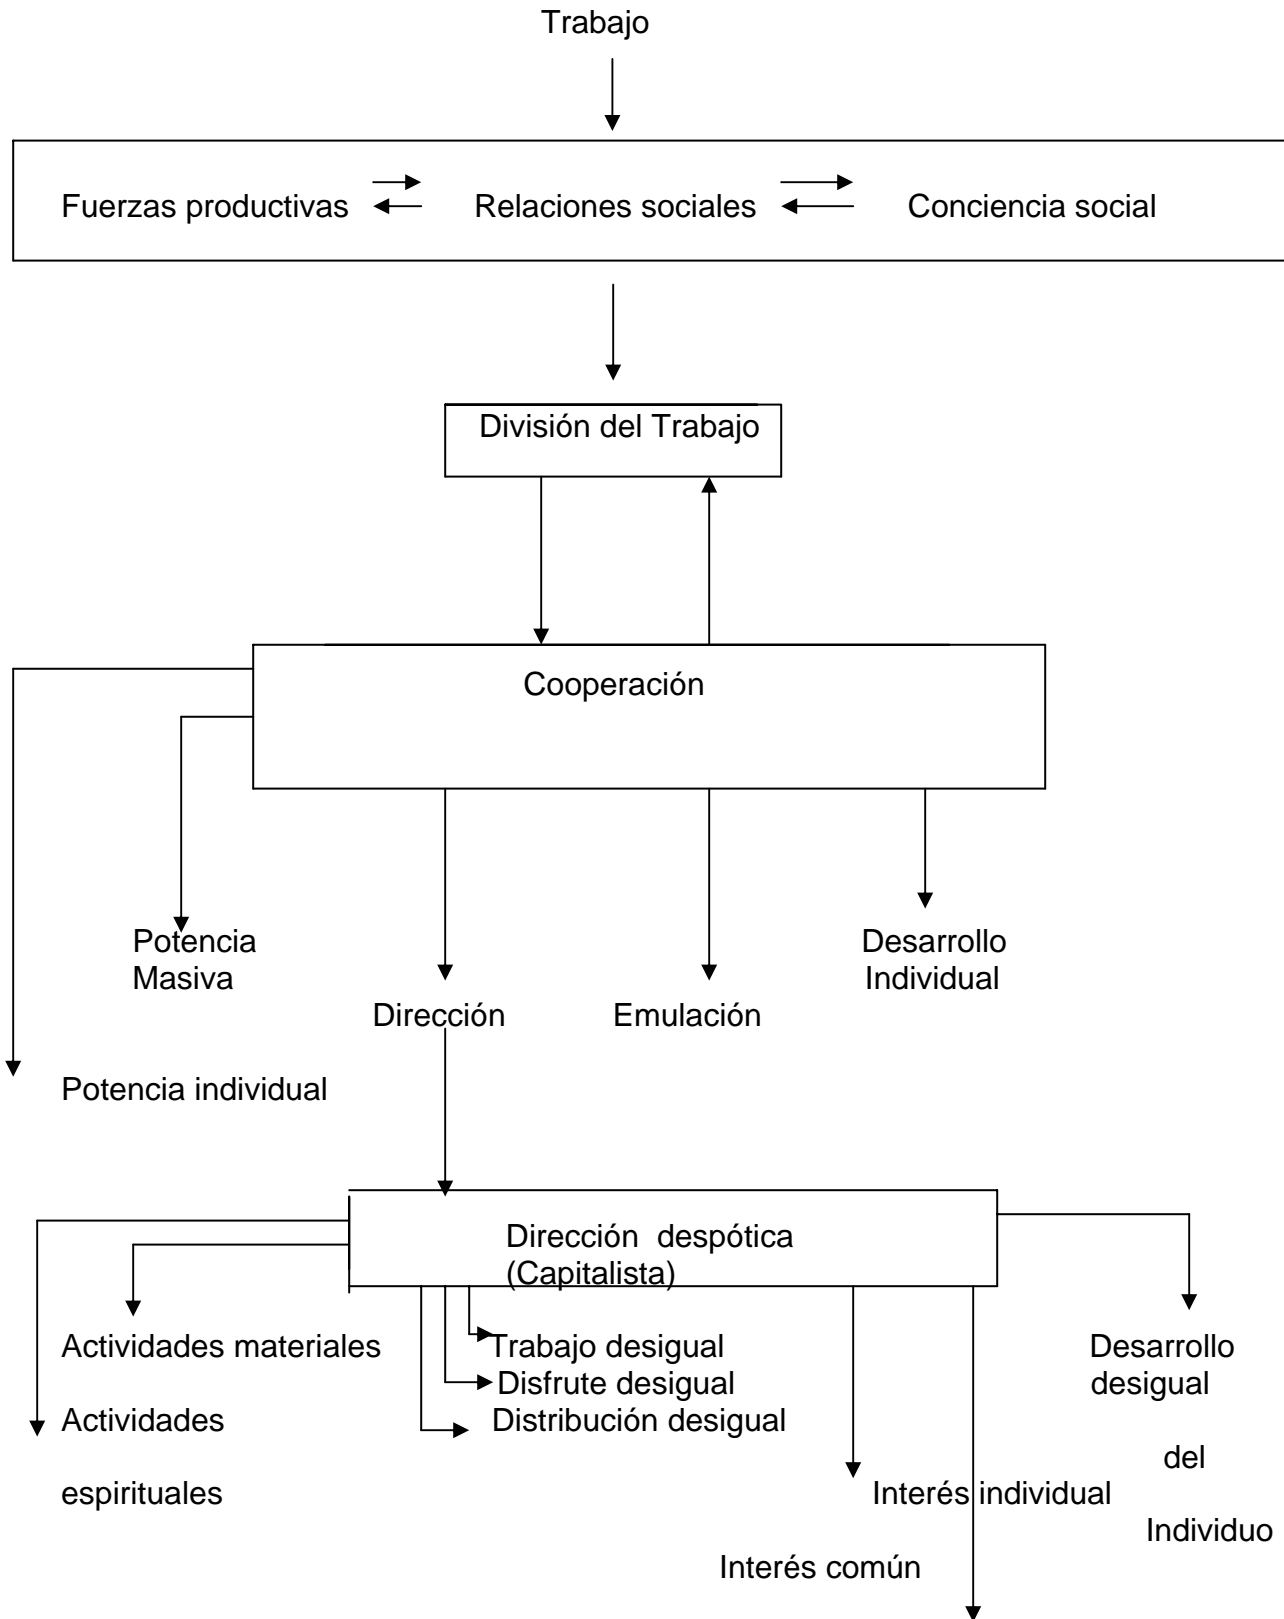 Trabajo
Fuerzas productivas Relaciones sociales Conciencia social
División del Trabajo
Cooperación
Potencia
Masiva
Desarrollo
Individual
Dirección
Emulación
Potencia individual
Dirección despótica
(Capitalista)
Actividades materiales
Actividades
espirituales
Trabajo desigual
Disfrute desigual
Distribución desigual
Desarrollo
desigual
del
Individuo
Interés individual
Interés común